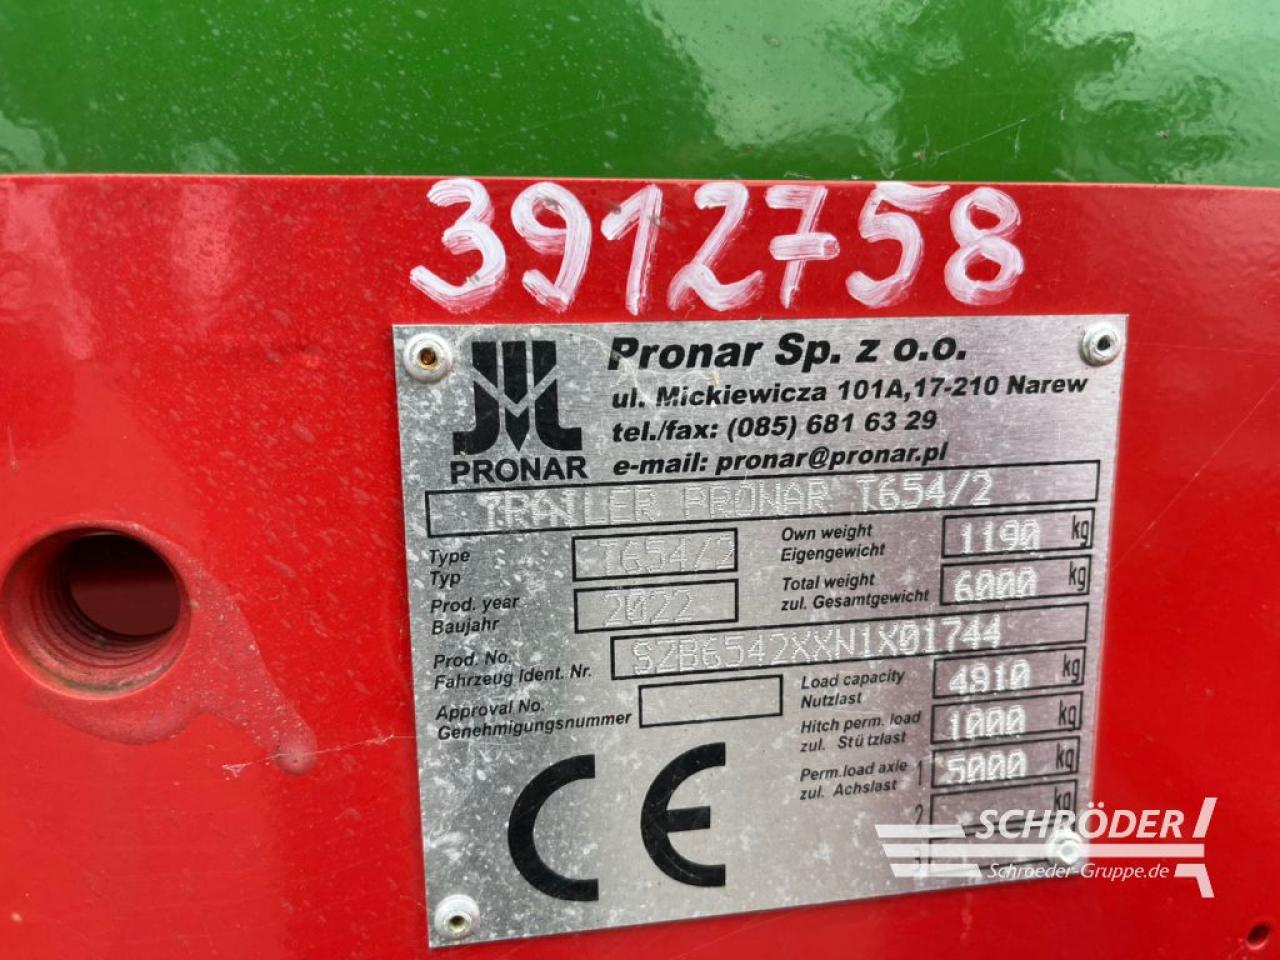 3912758
Pronar Sp. z o.o.
ul. Mickiewicza 101A,17-210 Narew
tel./fax: (085) 681 63 29
e-mail: pronar@pronar.pl
PRONAR
TRAILER PRONAR T654/2
Type
Typ
T654/2
Own weight
Eigengewicht
1190 kg
Prod. year
Baujahr
2022
Total weight
zul. Gesamtgewicht
6000 kg
Prod. No.
Fahrzeug ident. Nr.
SZB6542XXN1X01744
Approval No.
Genehmigungsnummer
Load capacity
Nutzlast
4810 kg
Hitch perm. load
zul. Stützlast
1000 kg
Perm.load axle
zul. Achslast
1 5000 kg
2 kg
3
CE
SCHRÖDER
Schroeder-Gruppe.de